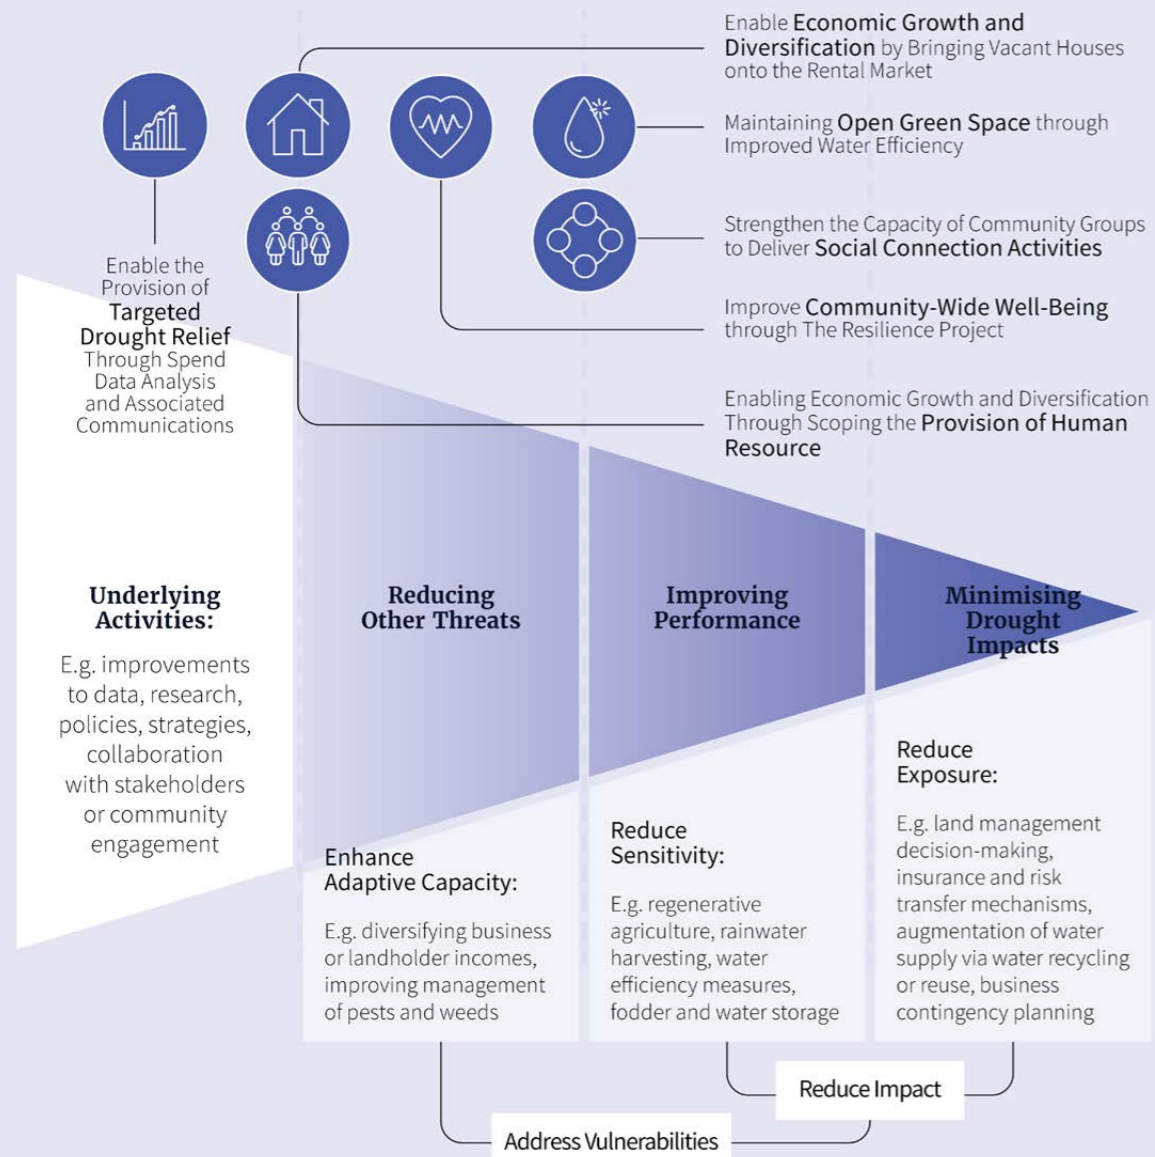 Enable Economic Growth and
Diversification by Bringing Vacant Houses
onto the Rental Market
Maintaining Open Green Space through
Improved Water Efficiency
Strengthen the Capacity of Community Groups
to Deliver Social Connection Activities
Improve Community-Wide Well-Being
through The Resilience Project
Enabling Economic Growth and Diversification
Through Scoping the Provision of Human
Resource
Enable the
Provision of
Targeted
Drought Relief
Through Spend
Data Analysis
and Associated
Communications
Underlying
Activities:
E.g. improvements
to data, research,
policies, strategies,
collaboration
with stakeholders
or community
engagement
Reducing
Other Threats
Improving
Performance
Minimising
Drought
Impacts
Enhance
Adaptive Capacity:
E.g. diversifying business
or landholder incomes,
improving management
of pests and weeds
Reduce
Sensitivity:
E.g. regenerative
agriculture, rainwater
harvesting, water
efficiency measures,
fodder and water storage
Reduce
Exposure:
E.g. land management
decision-making,
insurance and risk
transfer mechanisms,
augmentation of water
supply via water recycling
or reuse, business
contingency planning
Reduce Impact
Address Vulnerabilities